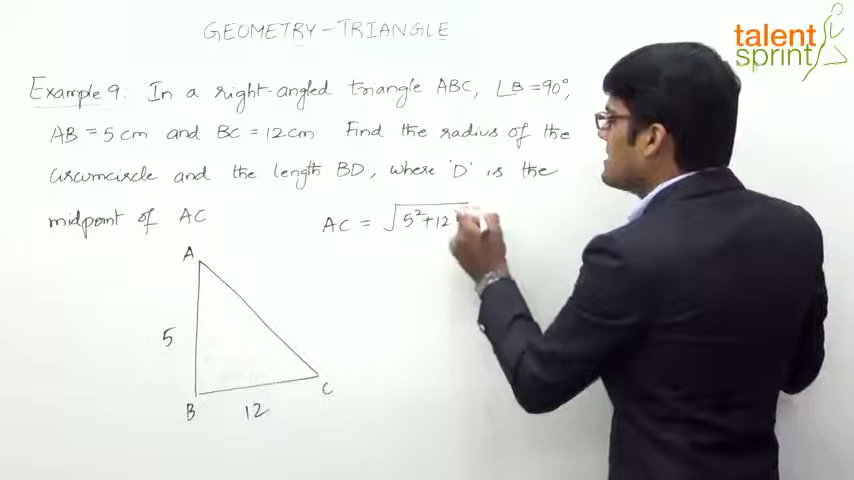 GEOMETRY - TRIANGLE
talent
sprint
Example 9: In a right-angled triangle ABC, ∠B = 90°,
AB = 5 cm and BC = 12 cm Find the radius of the
circumcircle and the length BD, where 'D' is the
midpoint of AC
AC = √5²+12
A
5
B
12
C